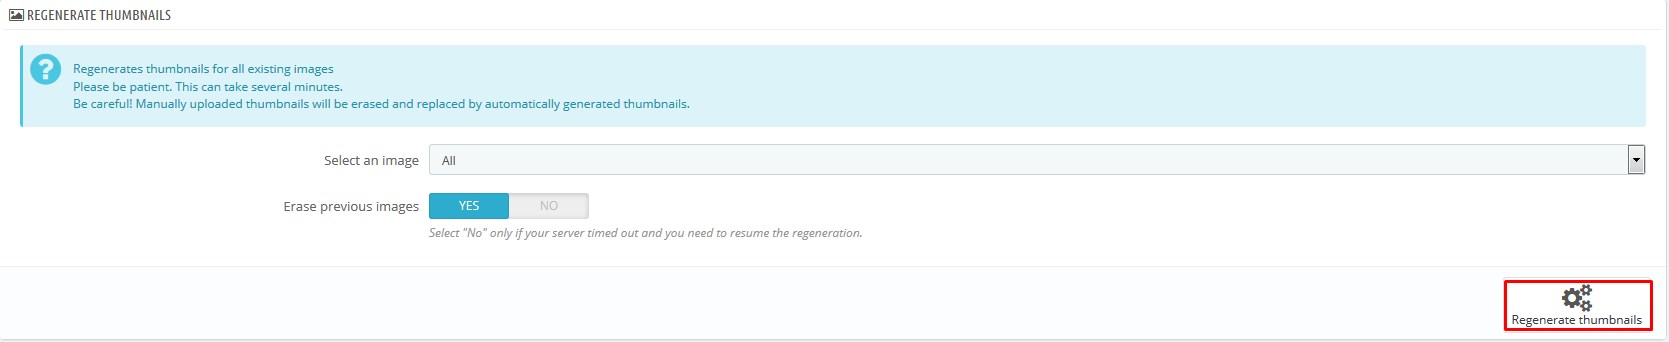 REGENERATE THUMBNAILS
Regenerates thumbnails for all existing images
Please be patient. This can take several minutes.
Be careful! Manually uploaded thumbnails will be erased and replaced by automatically generated thumbnails.
Select an image All
Erase previous images YES NO
Select "No" only if your server timed out and you need to resume the regeneration.
Regenerate thumbnails